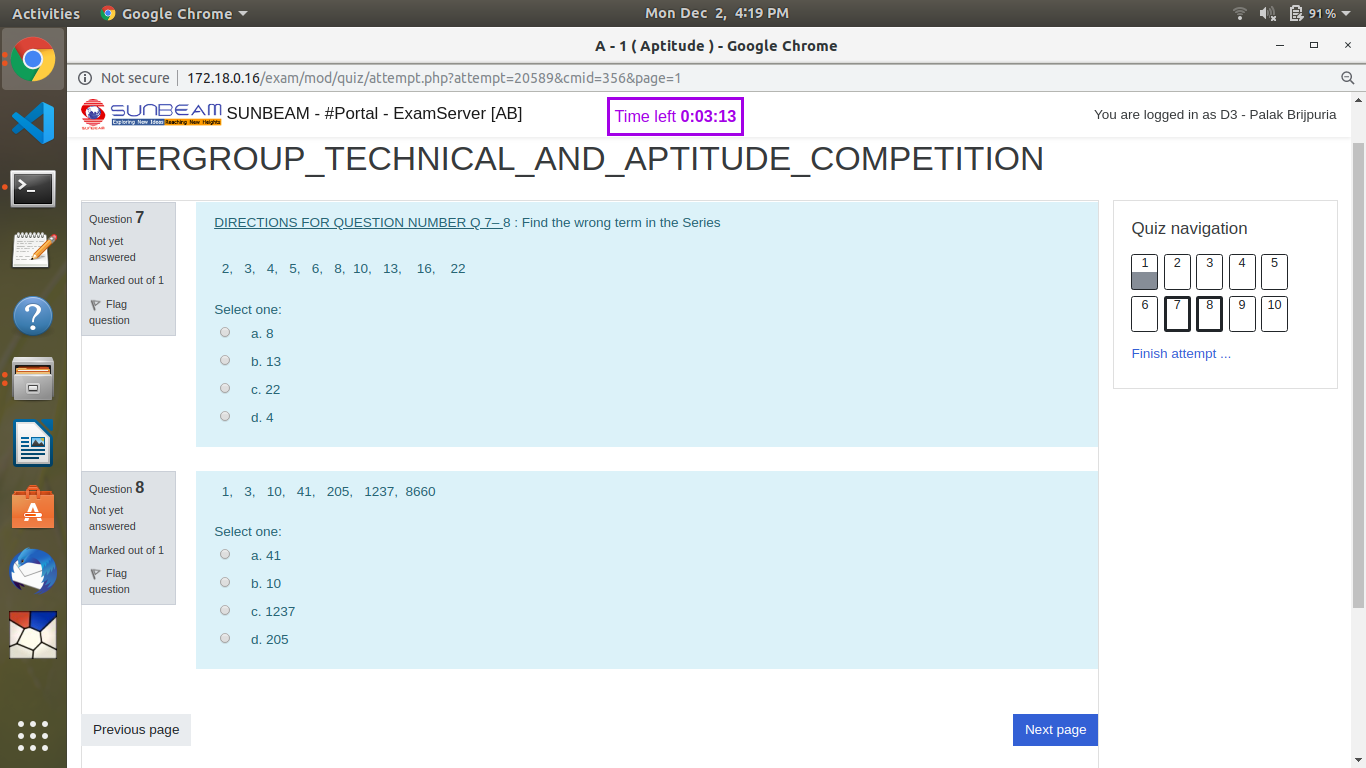 Activities Google Chrome Mon Dec 2, 4:19 PM 91%
A - 1 ( Aptitude ) - Google Chrome
Not secure 172.18.0.16/exam/mod/quiz/attempt.php?attempt=20589&cmid=356&page=1
SUNBEAM SUNBEAM - #Portal - ExamServer [AB] Time left 0:03:13 You are logged in as D3 - Palak Brijpuria
Exploring New Ideas Reaching New Heights
SUNBEAM
INTERGROUP_TECHNICAL_AND_APTITUDE_COMPETITION
Question 7
Not yet
answered
Marked out of 1
Flag
question
DIRECTIONS FOR QUESTION NUMBER Q 7– 8 : Find the wrong term in the Series
2, 3, 4, 5, 6, 8, 10, 13, 16, 22
Select one:
a. 8
b. 13
c. 22
d. 4
Question 8
Not yet
answered
Marked out of 1
Flag
question
1, 3, 10, 41, 205, 1237, 8660
Select one:
a. 41
b. 10
c. 1237
d. 205
Previous page Next page
Quiz navigation
1 2 3 4 5
6 7 8 9 10
Finish attempt ...